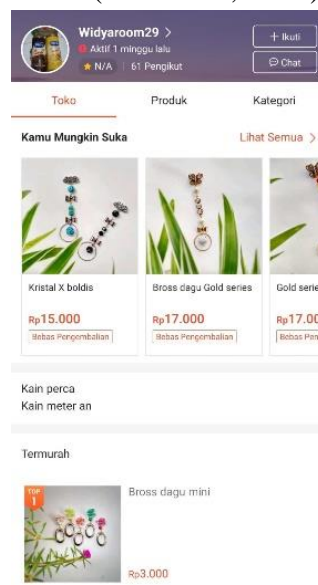 Widyaroom29 >
Aktif 1 minggu lalu
N/A 61 Pengikut
+ Ikuti
Chat
Toko Produk Kategori
Kamu Mungkin Suka Lihat Semua >
Kristal X boldis
Rp15.000
Bebas Pengembalian
Bross dagu Gold series
Rp17.000
Bebas Pengembalian
Gold serie
Rp17.00
Bebas Pen
Kain perca
Kain meter an
Termurah
TOP
1
Bross dagu mini
Rp3.000